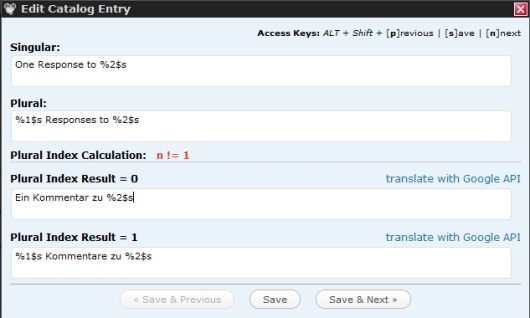 Edit Catalog Entry
Access Keys: ALT + Shift + [p]revious | [s]ave | [n]next
Singular:
One Response to %2$s
Plural:
%1$s Responses to %2$s
Plural Index Calculation: n != 1
Plural Index Result = 0 translate with Google API
Ein Kommentar zu %2$s
Plural Index Result = 1 translate with Google API
%1$s Kommentare zu %2$s
« Save & Previous Save Save & Next »